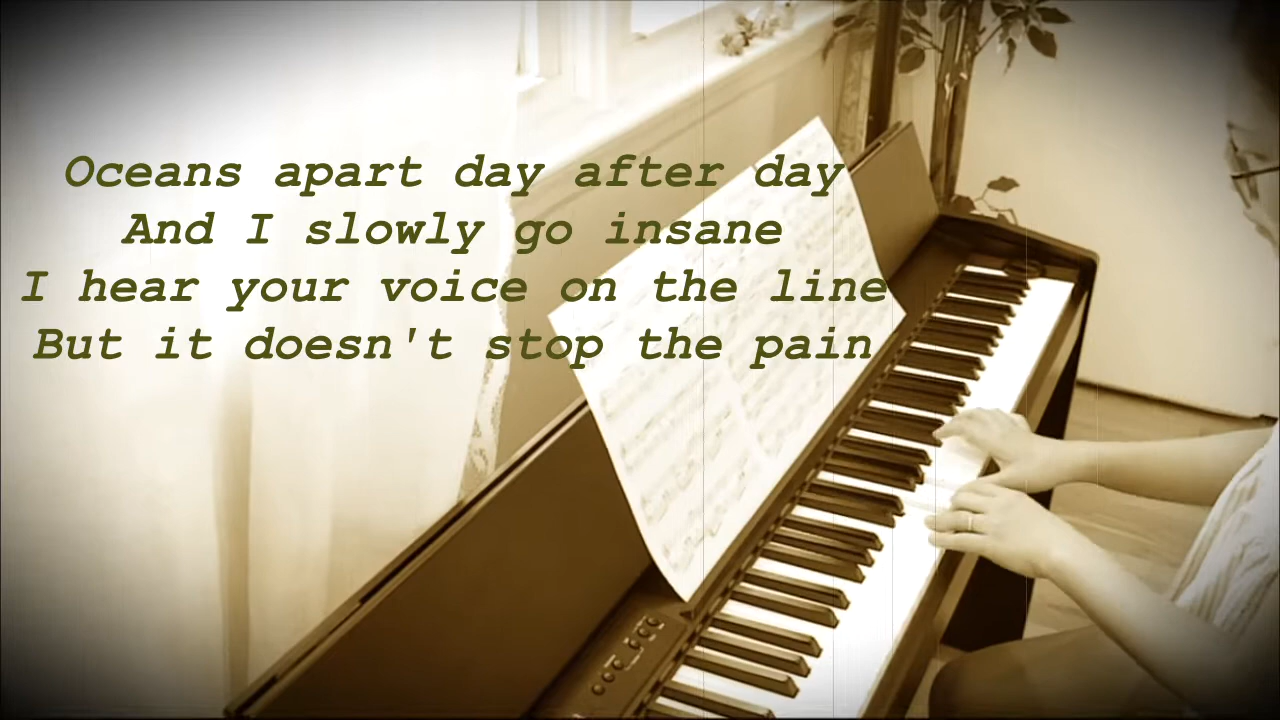 Oceans apart day after day
And I slowly go insane
I hear your voice on the line
But it doesn't stop the pain